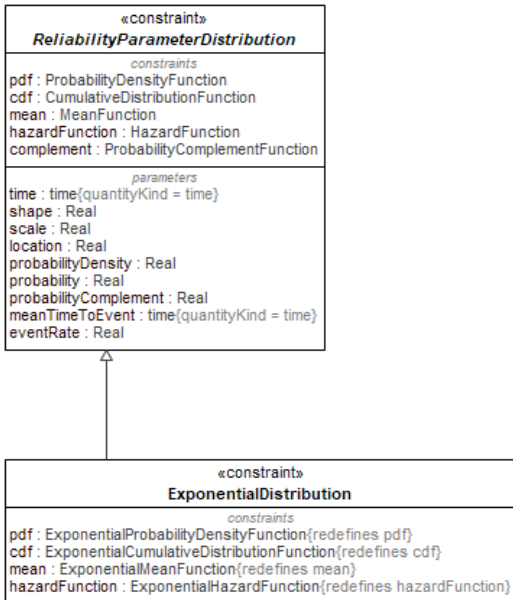 «constraint»
ReliabilityParameterDistribution
constraints
pdf : ProbabilityDensityFunction
cdf : CumulativeDistributionFunction
mean : MeanFunction
hazardFunction : HazardFunction
complement : ProbabilityComplementFunction
parameters
time : time{quantityKind = time}
shape : Real
scale : Real
location : Real
probabilityDensity : Real
probability : Real
probabilityComplement : Real
meanTimeToEvent : time{quantityKind = time}
eventRate : Real
«constraint»
ExponentialDistribution
constraints
pdf : ExponentialProbabilityDensityFunction{redefines pdf}
cdf : ExponentialCumulativeDistributionFunction{redefines cdf}
mean : ExponentialMeanFunction{redefines mean}
hazardFunction : ExponentialHazardFunction{redefines hazardFunction}